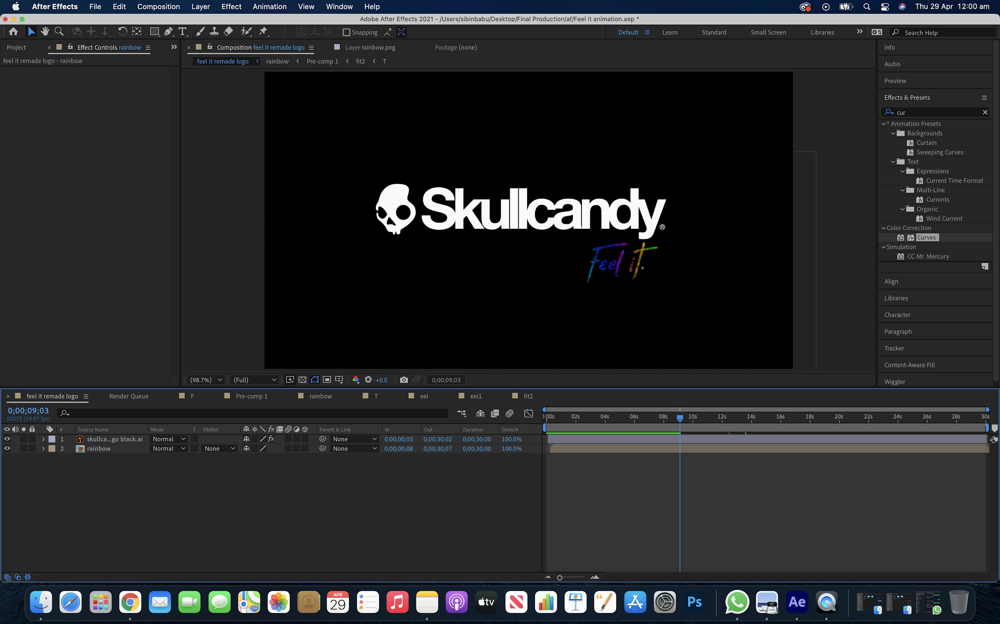 After Effects File Edit Composition Layer Effect Animation View Window Help Thu 29 Apr 12:00 am
Adobe After Effects 2021 - /Users/sibinbabu/Desktop/Final Production/af/Feel it animation.aep *
Snapping Default Learn Standard Small Screen Libraries Search Help
Project Effect Controls rainbow
feel it remade logo • rainbow
Composition feel it remade logo Layer rainbow.png Footage (none)
feel it remade logo rainbow Pre-comp 1 fit2 T
Skullcandy®
Feel it.
Info
Audio
Preview
Effects & Presets
cur
* Animation Presets
Backgrounds
Curtain
Sweeping Curves
Text
Expressions
Current Time Format
Multi-Line
Currents
Organic
Wind Current
Color Correction
32 Curves
Simulation
32 CC Mr. Mercury
Align
Libraries
Character
Paragraph
Tracker
Content-Aware Fill
Wiggler
(98.7%) (Full) +0.0 0;00;09;03
feel it remade logo Render Queue F Pre-comp 1 rainbow T eei eei1 fit2
0;00;09;03
00273 (29.97 fps)
0:00s 02s 04s 06s 08s 10s 12s 14s 16s 18s 20s 22s 24s 26s 28s 30s
# Source Name Mode T TrkMat fx Parent & Link In Out Duration Stretch
1 Ai skullca...go black.ai Normal fx None 0;00;00;03 0;00;30;02 0;00;30;00 100.0%
2 rainbow Normal None None 0;00;00;08 0;00;30;07 0;00;30;00 100.0%
280
APR
29
tv
Ps
Ae